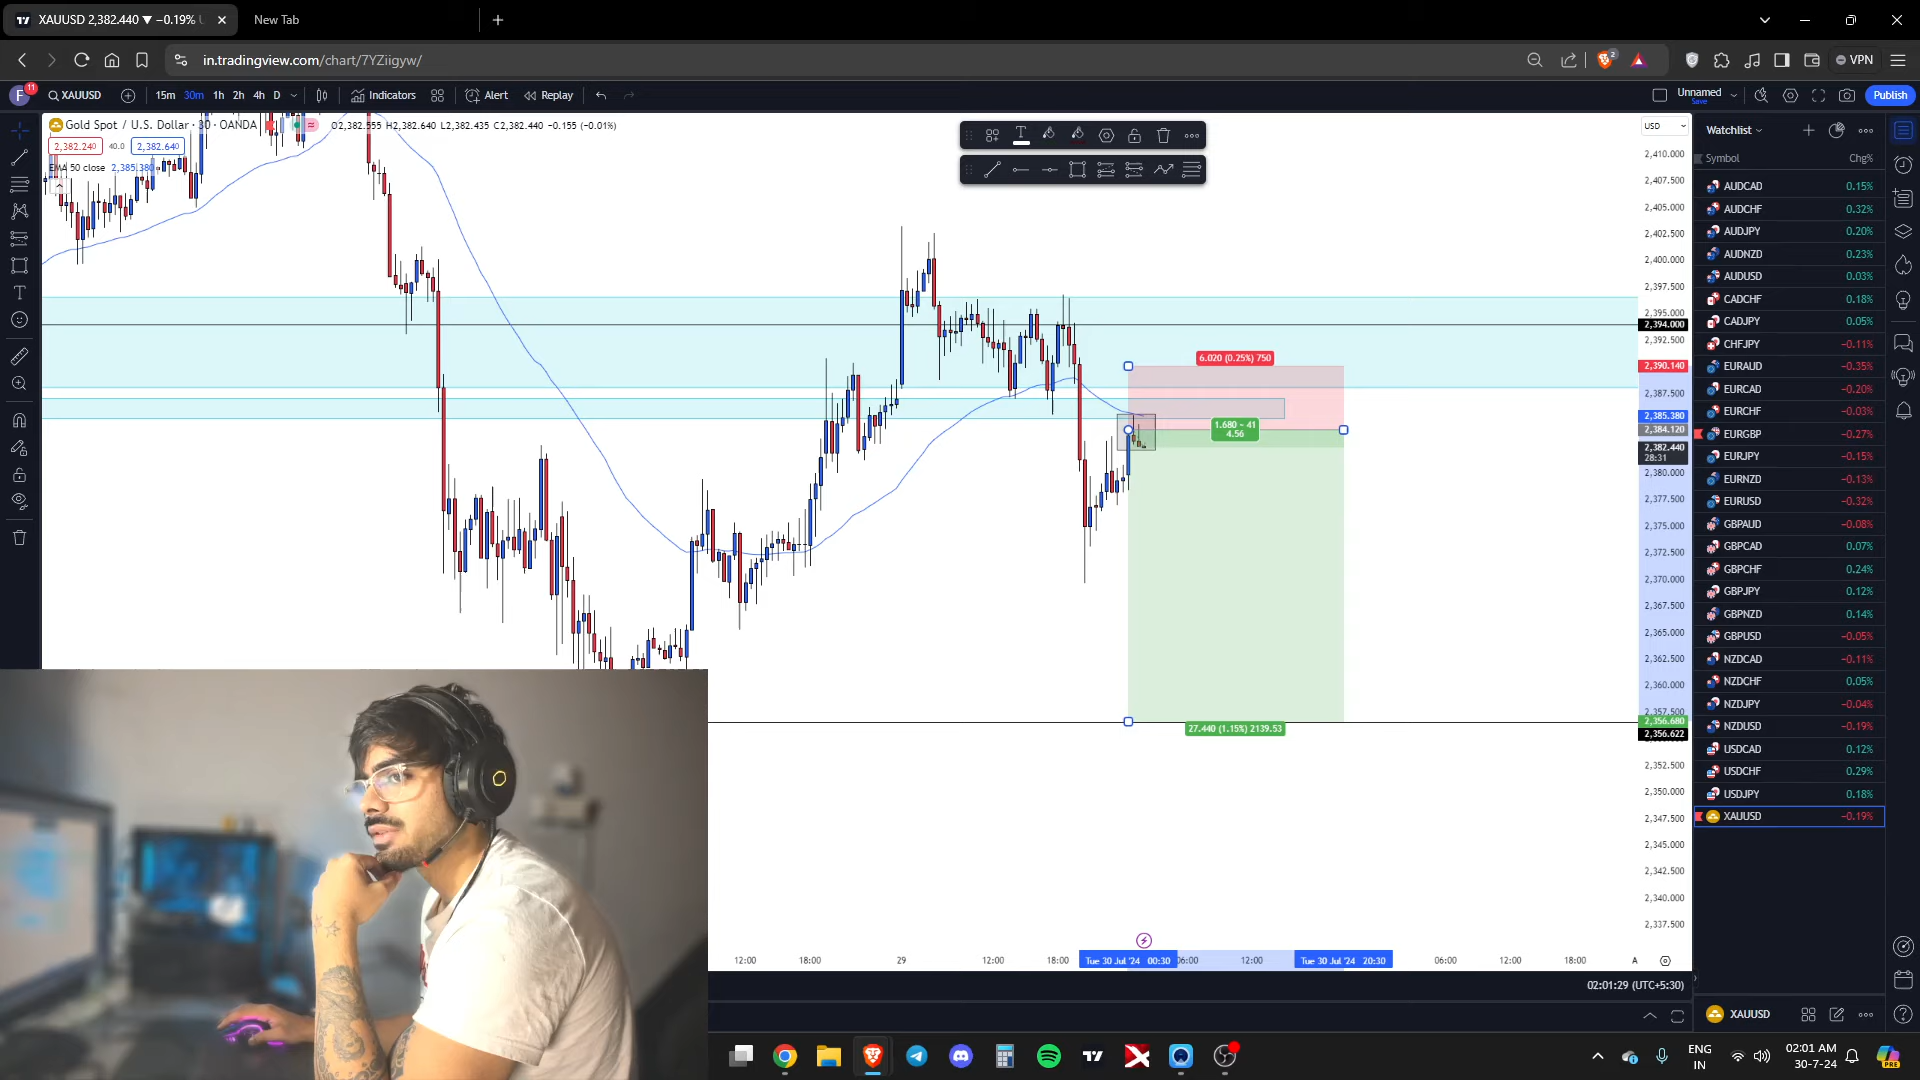 XAUUSD 2,382.440 ▼ −0.19% U
New Tab
in.tradingview.com/chart/7YZiigyw/
2
VPN
F
11
XAUUSD
15m 30m 1h 2h 4h D
Indicators
Alert
Replay
Unnamed
Save
Publish
Gold Spot / U.S. Dollar · 30 · OANDA
O2,382.555 H2,382.640 L2,382.435 C2,382.440 −0.155 (−0.01%)
2,382.240
40.0
2,382.640
EMA 50 close 2,385.380
USD
2,410.000
2,407.500
2,405.000
2,402.500
2,400.000
2,397.500
2,395.000
2,394.000
2,392.500
2,390.140
2,387.500
2,385.380
2,384.120
2,382.440
28:31
2,380.000
2,377.500
2,375.000
2,372.500
2,370.000
2,367.500
2,365.000
2,362.500
2,360.000
2,357.500
2,356.680
2,356.622
2,352.500
2,350.000
2,347.500
2,345.000
2,342.500
2,340.000
2,337.500
6.020 (0.25%) 750
1.680 ~ 41
4.56
27.440 (1.15%) 2139.53
12:00 18:00 29 12:00 18:00 Tue 30 Jul '24 00:30 06:00 12:00 Tue 30 Jul '24 20:30 06:00 12:00 18:00
A
02:01:29 (UTC+5:30)
Watchlist
Symbol Chg%
AUDCAD 0.15%
AUDCHF 0.32%
AUDJPY 0.20%
AUDNZD 0.23%
AUDUSD 0.03%
CADCHF 0.18%
CADJPY 0.05%
CHFJPY −0.11%
EURAUD −0.35%
EURCAD −0.20%
EURCHF −0.03%
EURGBP −0.27%
EURJPY −0.15%
EURNZD −0.13%
EURUSD −0.32%
GBPAUD −0.08%
GBPCAD 0.07%
GBPCHF 0.24%
GBPJPY 0.12%
GBPNZD 0.14%
GBPUSD −0.05%
NZDCAD −0.11%
NZDCHF 0.05%
NZDJPY −0.04%
NZDUSD −0.19%
USDCAD 0.12%
USDCHF 0.29%
USDJPY 0.18%
XAUUSD −0.19%
XAUUSD
ENG
IN
02:01 AM
30-7-24
PRE